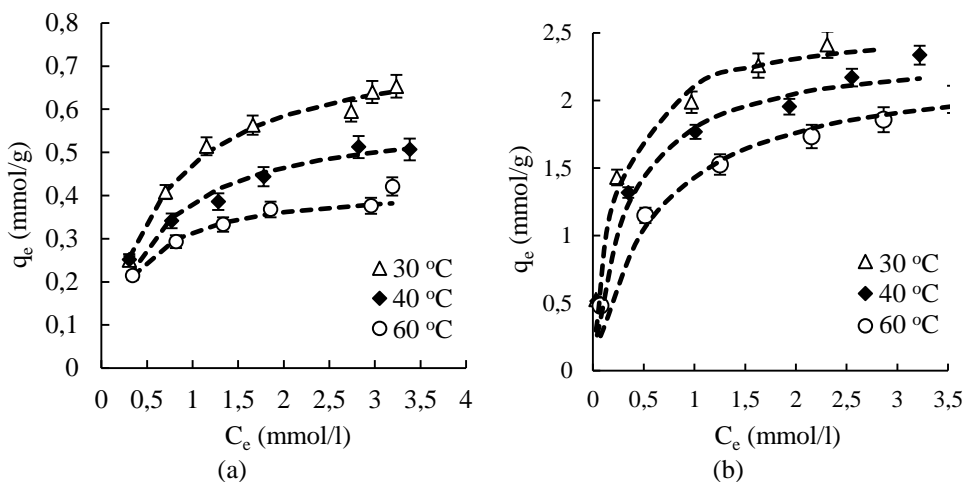 0,8
0,7
0,6
0,5
0,4
0,3
0,2
0,1
0
qe (mmol/g)
30 oC
40 oC
60 oC
0 0,5 1 1,5 2 2,5 3 3,5 4
Ce (mmol/l)
(a)
2,5
2
1,5
1
0,5
0
qe (mmol/g)
30 oC
40 oC
60 oC
0 0,5 1 1,5 2 2,5 3 3,5
Ce (mmol/l)
(b)